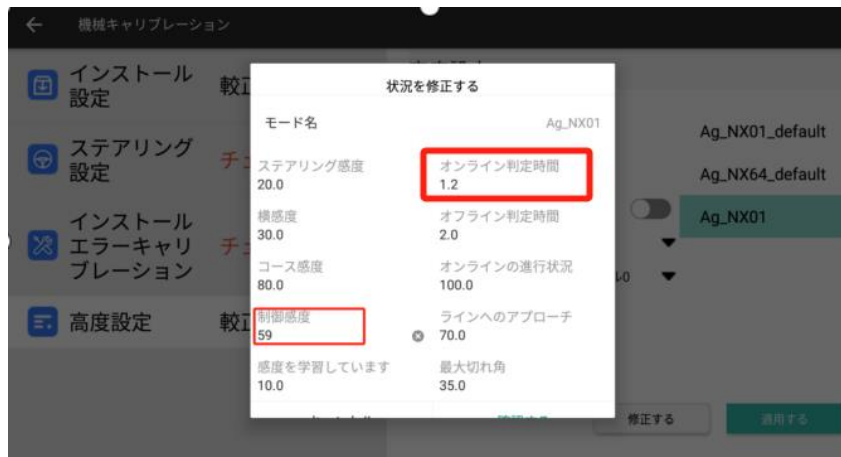 機械キャリブレーション
インストール
設定
較正
ステアリング
設定
インストール
エラーキャリ
ブレーション
高度設定
較正
状況を修正する
モード名
Ag_NX01
ステアリング感度
20.0
オンライン判定時間
1.2
横感度
30.0
オフライン判定時間
2.0
コース感度
80.0
オンラインの進行状況
100.0
制御感度
59
ラインへのアプローチ
70.0
感度を学習しています
10.0
最大切れ角
35.0
Ag_NX01_default
Ag_NX64_default
Ag_NX01
修正する
適用する